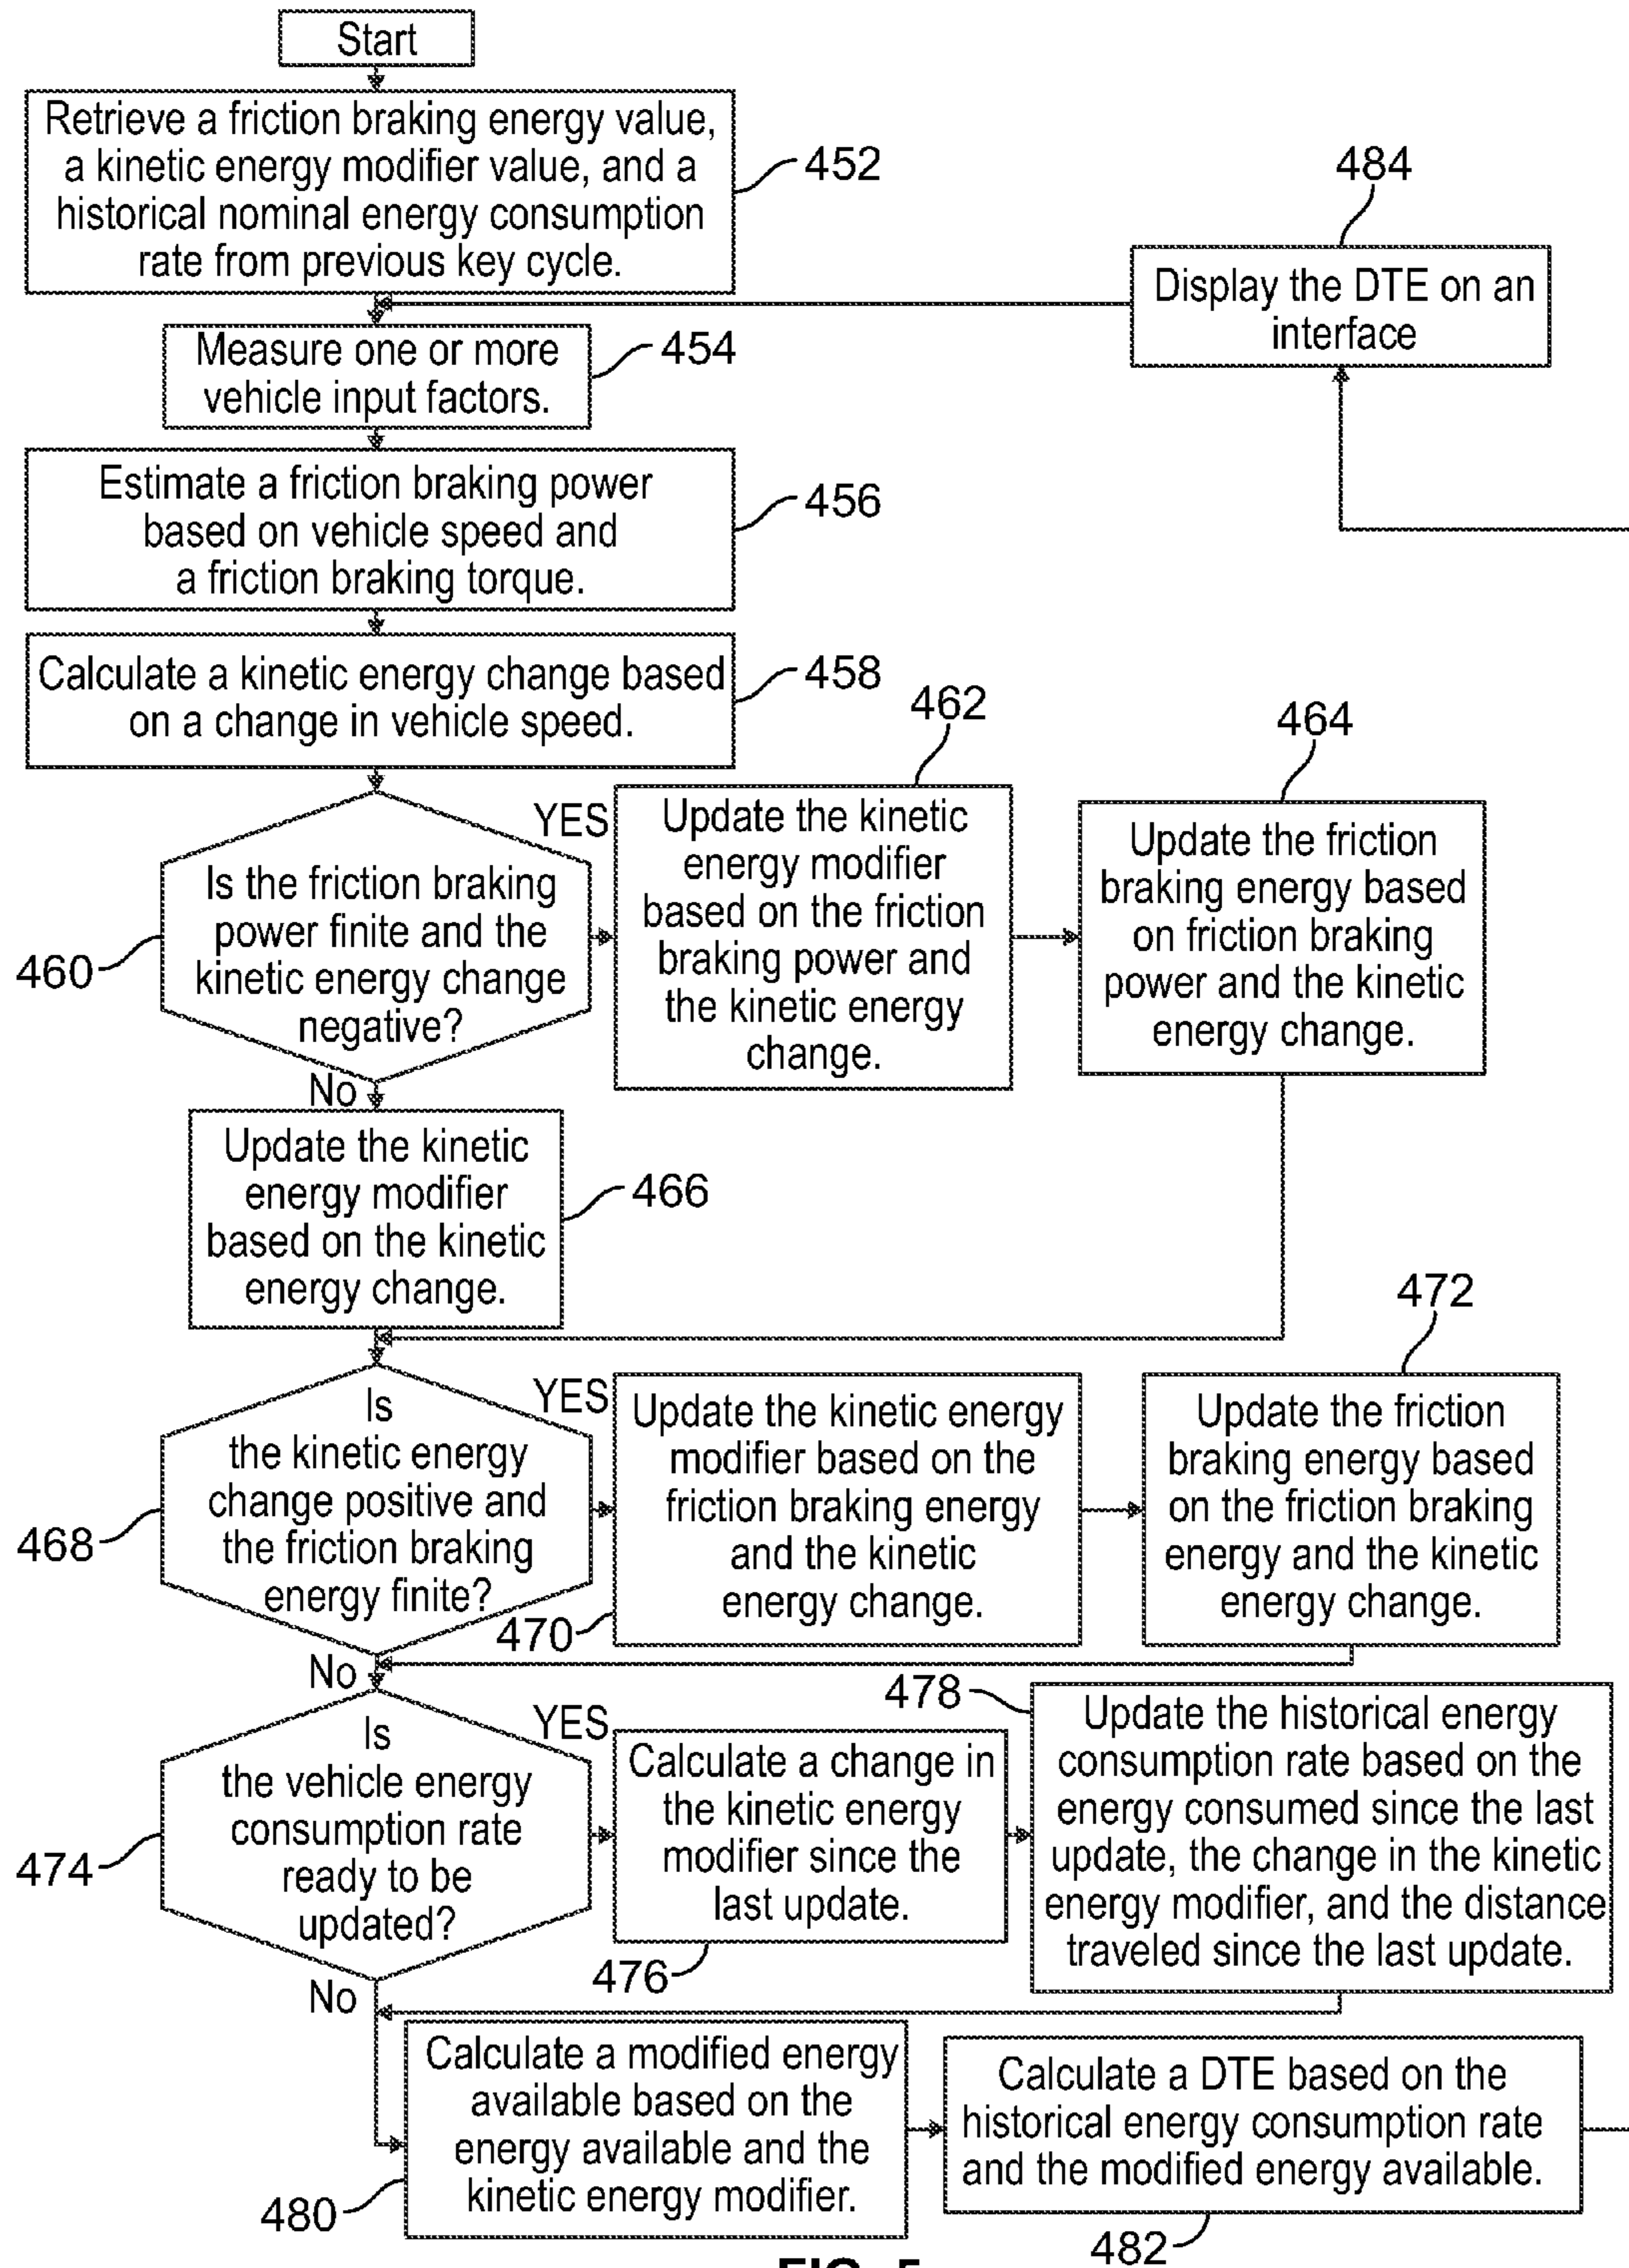 Start
Retrieve a friction braking energy value,
a kinetic energy modifier value, and a
historical nominal energy consumption
rate from previous key cycle.
452
484
Display the DTE on an
interface
Measure one or more
vehicle input factors.
454
Estimate a friction braking power
based on vehicle speed and
a friction braking torque.
456
Calculate a kinetic energy change based
on a change in vehicle speed.
458
460
Is the friction braking
power finite and the
kinetic energy change
negative?
YES
No
462
Update the kinetic
energy modifier
based on the friction
braking power and
the kinetic energy
change.
464
Update the friction
braking energy based
on friction braking
power and the kinetic
energy change.
Update the kinetic
energy modifier
based on the kinetic
energy change.
466
468
Is
the kinetic energy
change positive and
the friction braking
energy finite?
YES
No
470
Update the kinetic energy
modifier based on the
friction braking energy
and the kinetic
energy change.
472
Update the friction
braking energy based
on the friction braking
energy and the kinetic
energy change.
474
Is
the vehicle energy
consumption rate
ready to be
updated?
YES
No
Calculate a change in
the kinetic energy
modifier since the
last update.
476
478
Update the historical energy
consumption rate based on the
energy consumed since the last
update, the change in the kinetic
energy modifier, and the distance
traveled since the last update.
480
Calculate a modified energy
available based on the
energy available and the
kinetic energy modifier.
Calculate a DTE based on the
historical energy consumption rate
and the modified energy available.
482
FIG. 5